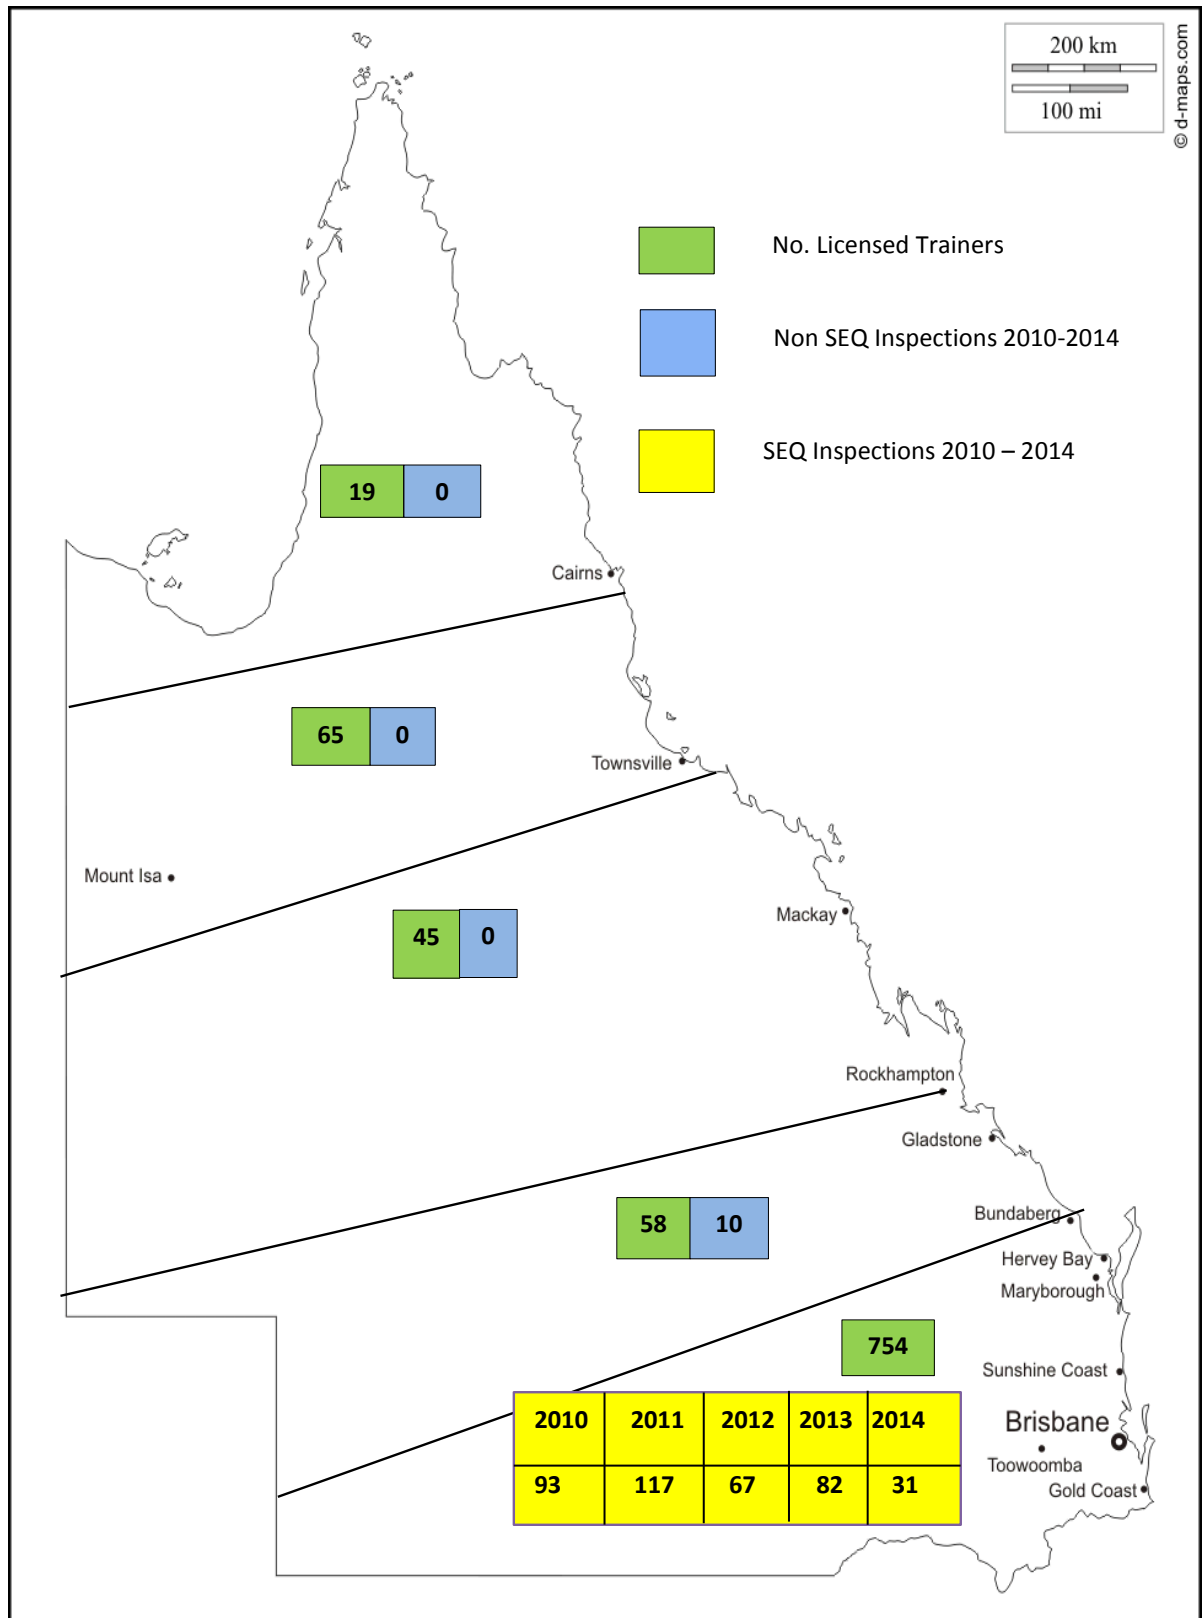 200 km
100 mi
© d-maps.com
No. Licensed Trainers
Non SEQ Inspections 2010-2014
SEQ Inspections 2010 – 2014
19 0
Cairns
65 0
Townsville
Mount Isa
45 0
Mackay
Rockhampton
Gladstone
58 10
Bundaberg
Hervey Bay
Maryborough
754
Sunshine Coast
2010 2011 2012 2013 2014
Brisbane
Toowoomba
93 117 67 82 31
Gold Coast